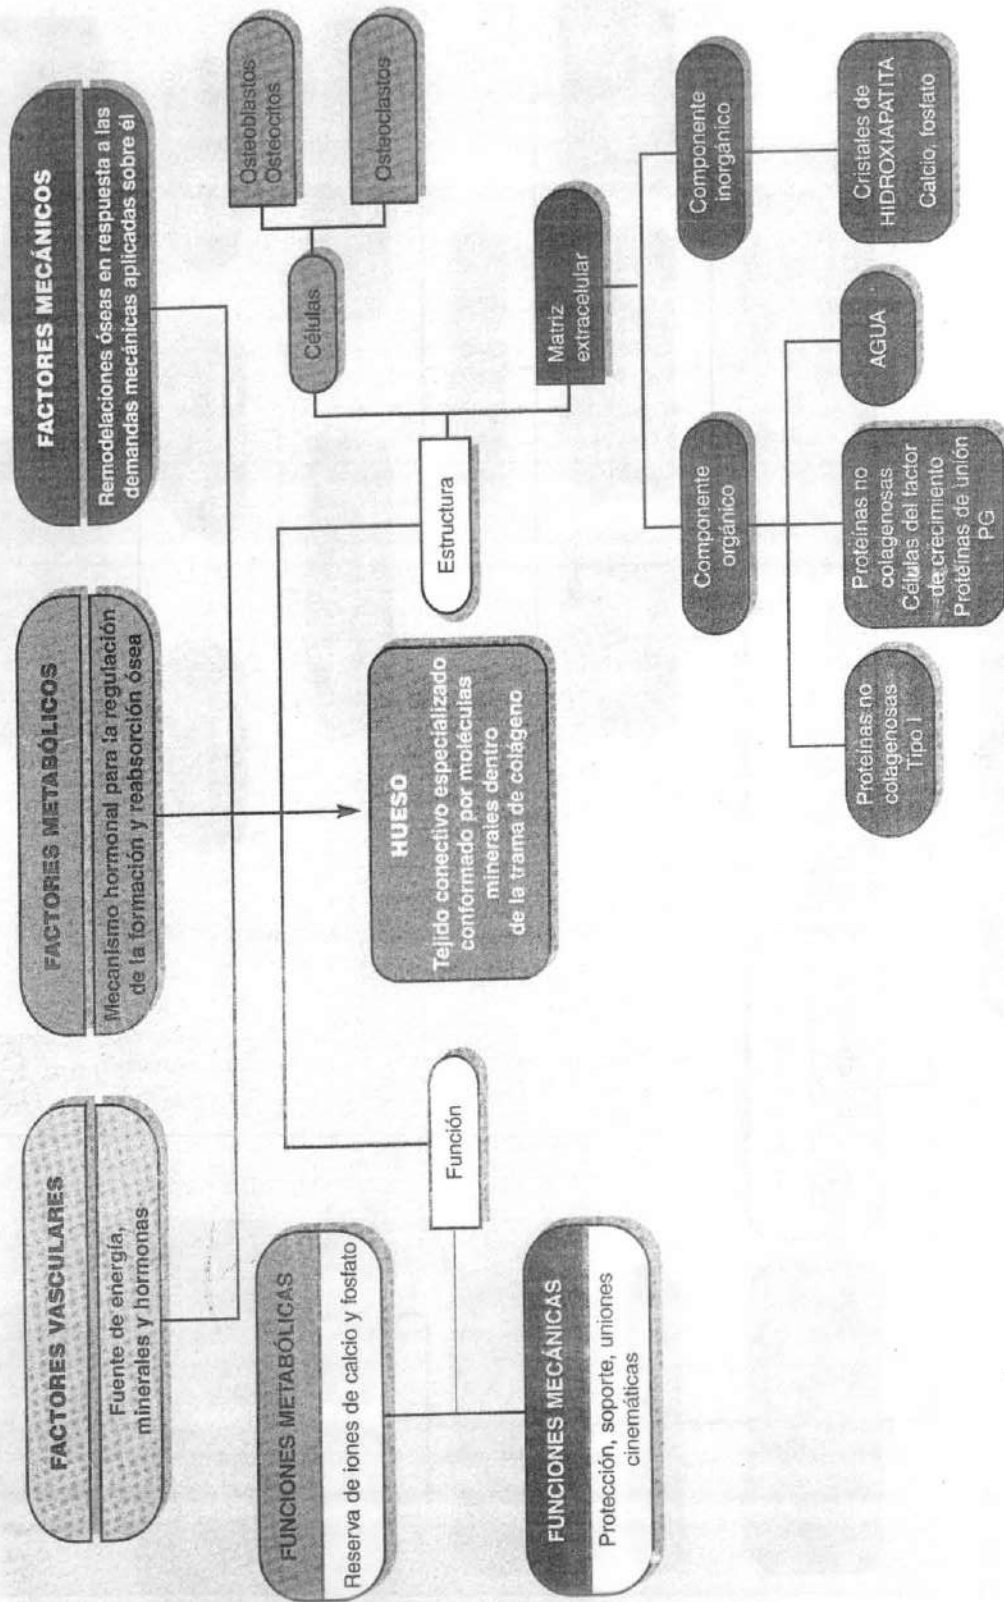 FACTORES VASCULARES
Fuente de energía,
minerales y hormonas
FACTORES METABÓLICOS
Mecanismo hormonal para la regulación
de la formación y reabsorción ósea
FACTORES MECÁNICOS
Remodelaciones óseas en respuesta a las
demandas mecánicas aplicadas sobre él
FUNCIONES METABÓLICAS
Reserva de iones de calcio y fosfato
FUNCIONES MECÁNICAS
Protección, soporte, uniones
cinemáticas
Función
HUESO
Tejido conectivo especializado
conformado por moléculas
minerales dentro
de la trama de colágeno
Estructura
Células
Osteoblastos
Osteocitos
Osteoclastos
Matriz
extracelular
Componente
orgánico
Componente
inorgánico
Proteínas no
colagenosas
Tipo I
Proteínas no
colagenosas
Células del factor
de crecimiento
Proteínas de unión
PG
AGUA
Cristales de
HIDROXIAPATITA
Calcio, fosfato